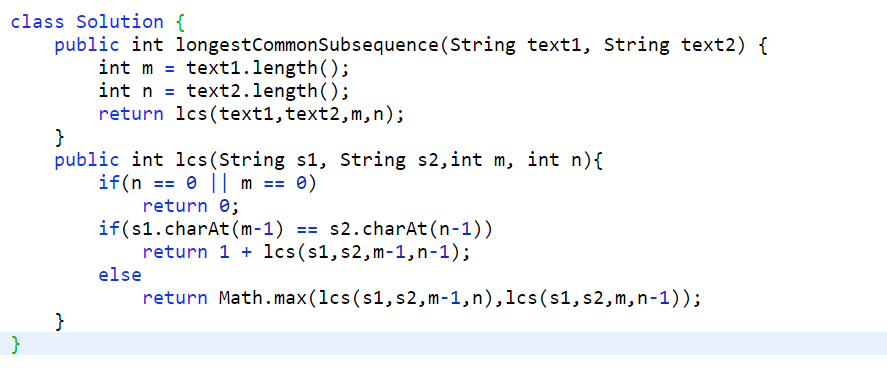 class Solution {
    public int longestCommonSubsequence(String text1, String text2) {
        int m = text1.length();
        int n = text2.length();
        return lcs(text1,text2,m,n);
    }
    public int lcs(String s1, String s2,int m, int n){
        if(n == 0 || m == 0)
            return 0;
        if(s1.charAt(m-1) == s2.charAt(n-1))
            return 1 + lcs(s1,s2,m-1,n-1);
        else
            return Math.max(lcs(s1,s2,m-1,n),lcs(s1,s2,m,n-1));
    }
}